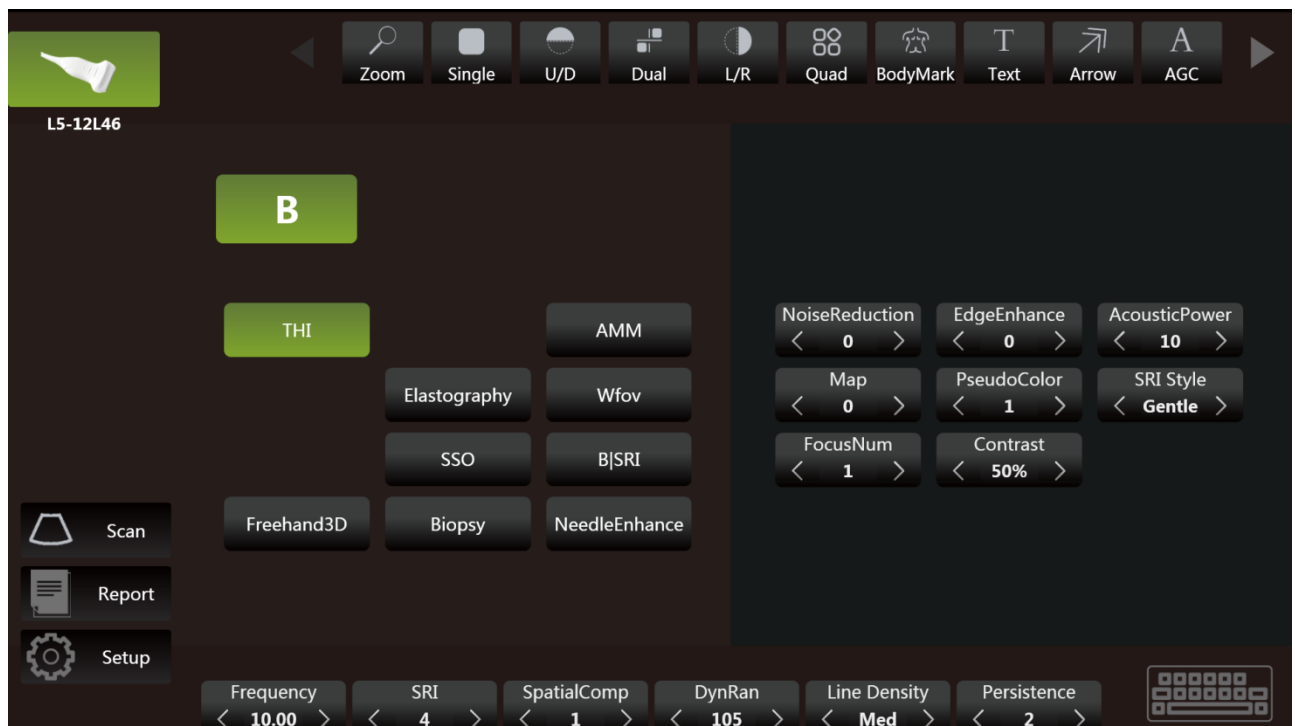 Zoom Single U/D Dual L/R Quad BodyMark Text Arrow AGC
L5-12L46
B
THI AMM
NoiseReduction EdgeEnhance AcousticPower
0 0 10
Elastography Wfov
Map PseudoColor SRI Style
0 1 Gentle
SSO B|SRI
FocusNum Contrast
1 50%
Freehand3D Biopsy NeedleEnhance
Scan
Report
Setup
Frequency SRI SpatialComp DynRan Line Density Persistence
10.00 4 1 105 Med 2